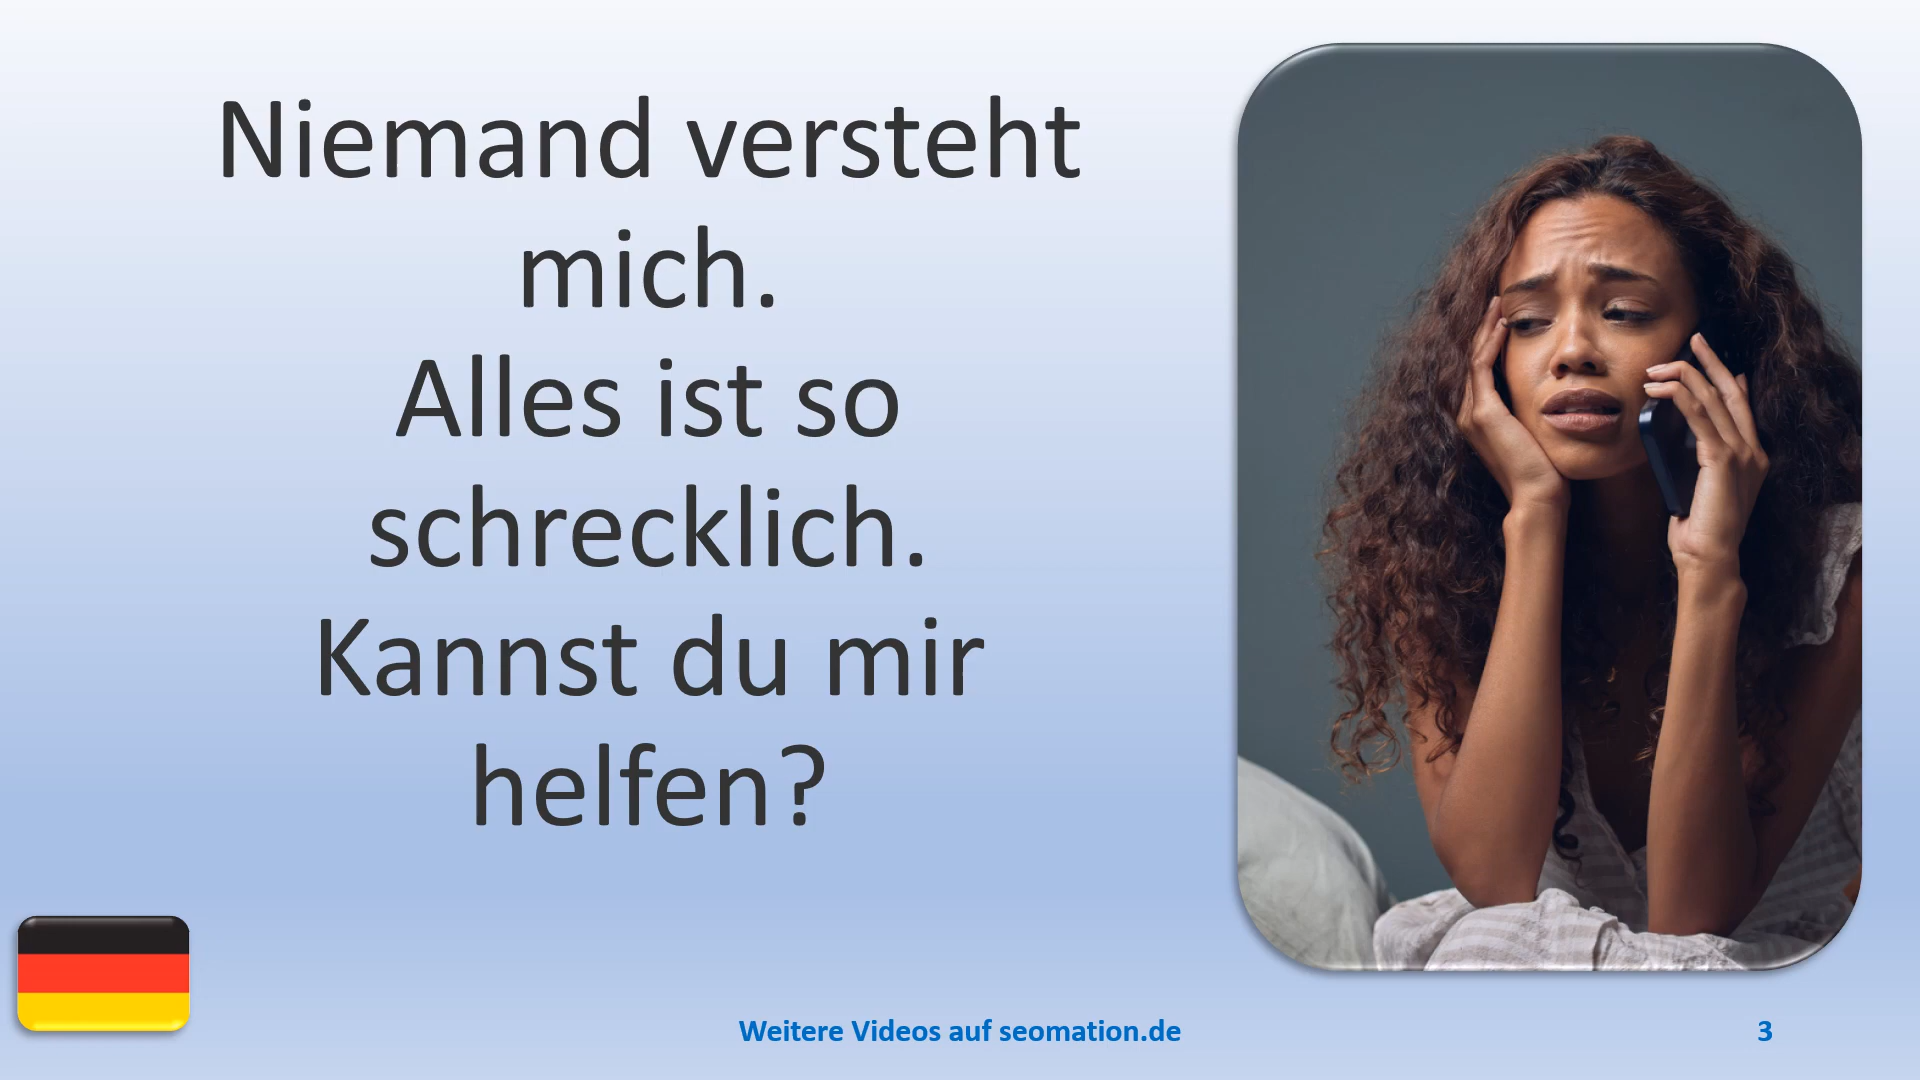 Niemand versteht
mich.
Alles ist so
schrecklich.
Kannst du mir
helfen?
Weitere Videos auf seomation.de
3